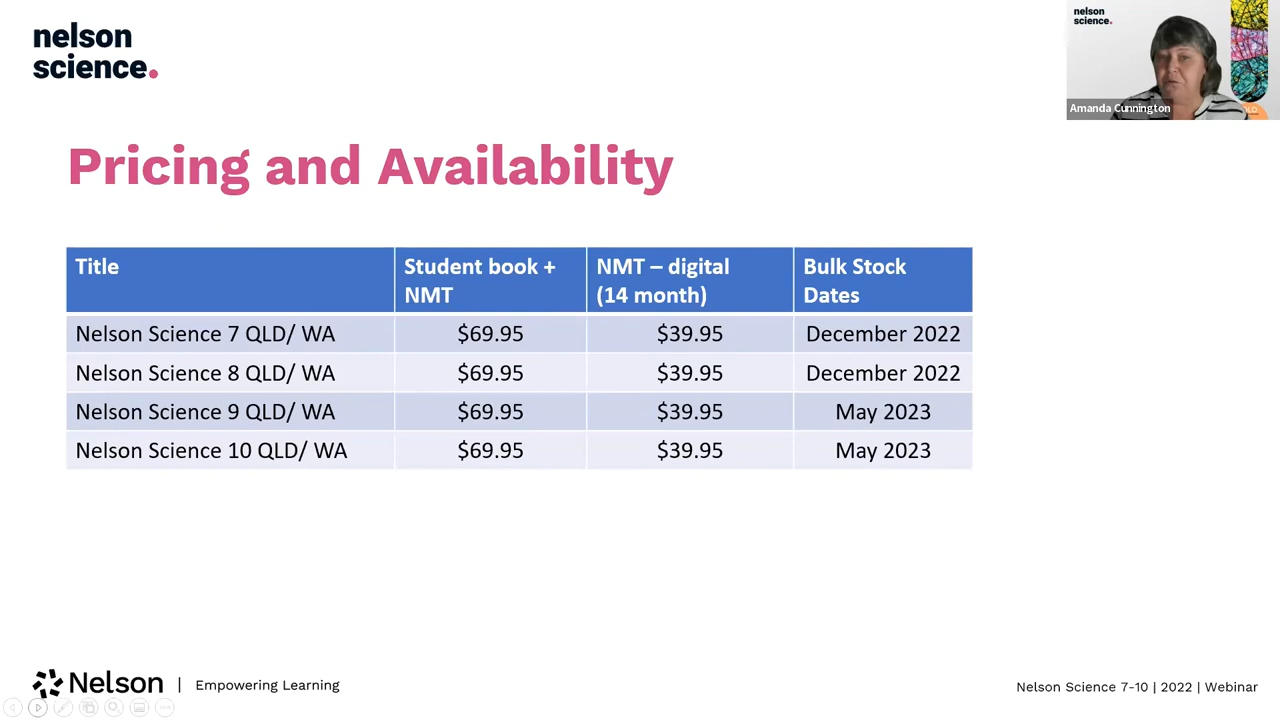 nelson
science.
nelson
science.
Amanda Cunnington
Pricing and Availability
Title
Student book +
NMT
NMT – digital
(14 month)
Bulk Stock
Dates
Nelson Science 7 QLD/ WA $69.95 $39.95 December 2022
Nelson Science 8 QLD/ WA $69.95 $39.95 December 2022
Nelson Science 9 QLD/ WA $69.95 $39.95 May 2023
Nelson Science 10 QLD/ WA $69.95 $39.95 May 2023
Nelson | Empowering Learning
Nelson Science 7-10 | 2022 | Webinar